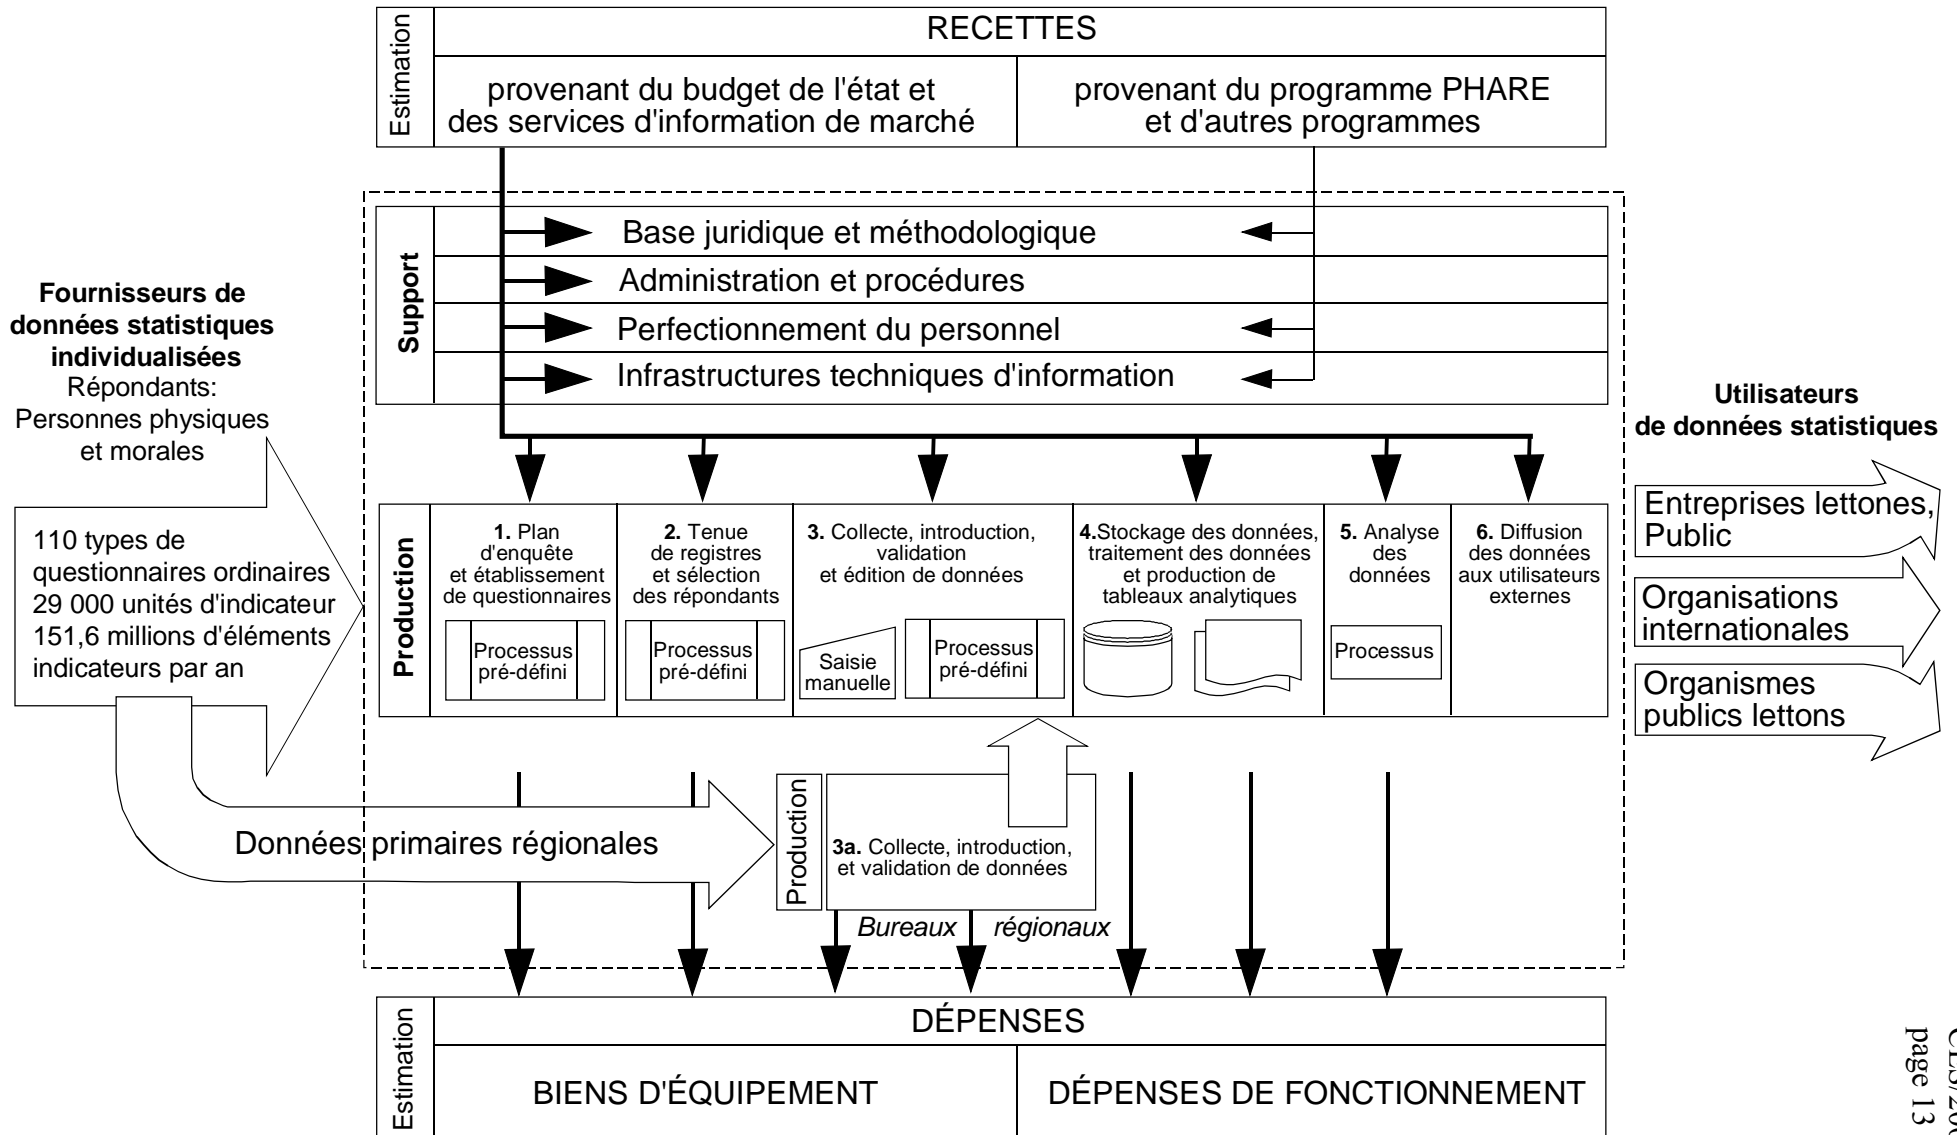 Estimation
RECETTES
provenant du budget de l'état et
des services d'information de marché
provenant du programme PHARE
et d'autres programmes
Support
Base juridique et méthodologique
Administration et procédures
Perfectionnement du personnel
Infrastructures techniques d'information
Fournisseurs de
données statistiques
individualisées
Répondants:
Personnes physiques
et morales
110 types de
questionnaires ordinaires
29 000 unités d'indicateur
151,6 millions d'éléments
indicateurs par an
Production
1. Plan
d'enquête
et établissement
de questionnaires
Processus
pré-défini
2. Tenue
de registres
et sélection
des répondants
Processus
pré-défini
3. Collecte, introduction,
validation
et édition de données
Saisie
manuelle
Processus
pré-défini
4.Stockage des données,
traitement des données
et production de
tableaux analytiques
5. Analyse
des
données
Processus
6. Diffusion
des données
aux utilisateurs
externes
Utilisateurs
de données statistiques
Entreprises lettones,
Public
Organisations
internationales
Organismes
publics lettons
Données primaires régionales
Production
3a. Collecte, introduction,
et validation de données
Bureaux régionaux
Estimation
DÉPENSES
BIENS D'ÉQUIPEMENT
DÉPENSES DE FONCTIONNEMENT
page 13